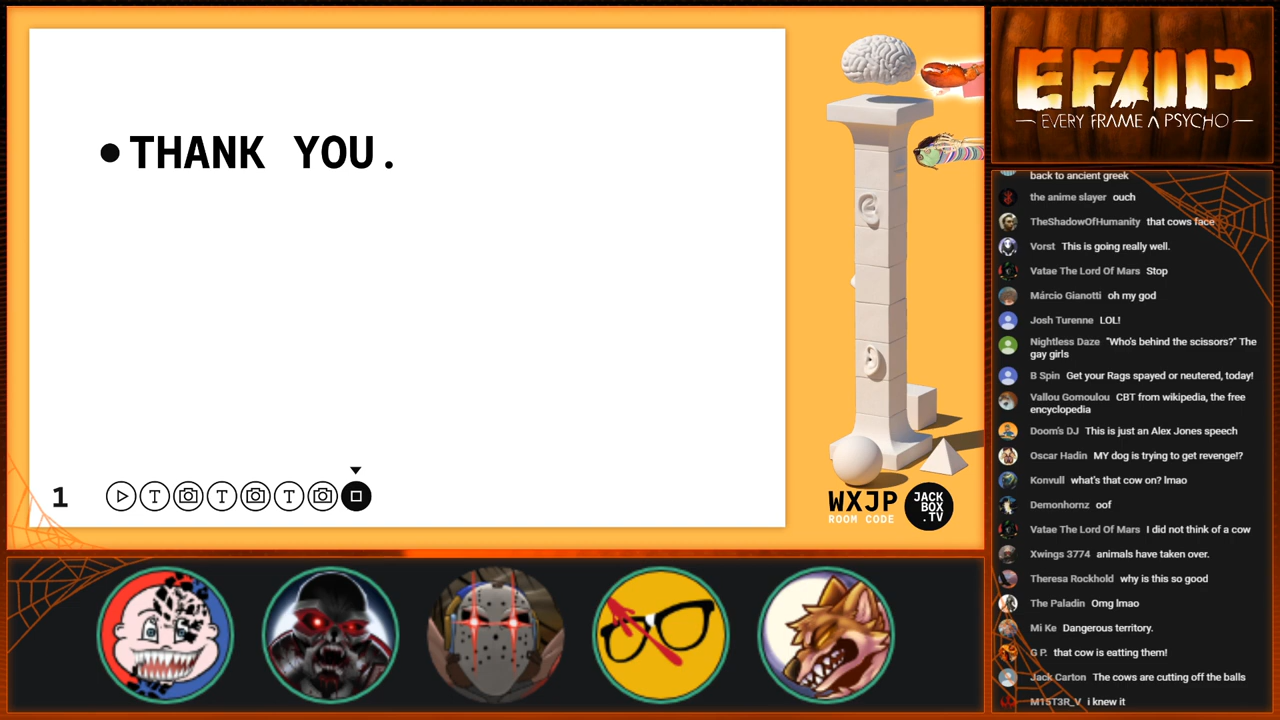 •THANK YOU.
1
T
T
T
WXJP
ROOM CODE
JACK
BOX
.TV
EFAP
EVERY FRAME A PSYCHO
back to ancient greek
the anime slayer ouch
TheShadowOfHumanity that cows face
Vorst This is going really well.
Vatae The Lord Of Mars Stop
Márcio Gianotti oh my god
Josh Turenne LOL!
Nightless Daze "Who's behind the scissors?" The
gay girls
B Spin Get your Rags spayed or neutered, today!
Vallou Gomoulou CBT from wikipedia, the free
encyclopedia
Doom's DJ This is just an Alex Jones speech
Oscar Hadin MY dog is trying to get revenge!?
Konvull what's that cow on? lmao
Demonhornz oof
Vatae The Lord Of Mars I did not think of a cow
Xwings 3774 animals have taken over.
Theresa Rockhold why is this so good
The Paladin Omg lmao
Mi Ke Dangerous territory.
G P. that cow is eatting them!
Jack Carton The cows are cutting off the balls
M15T3R_V i knew it